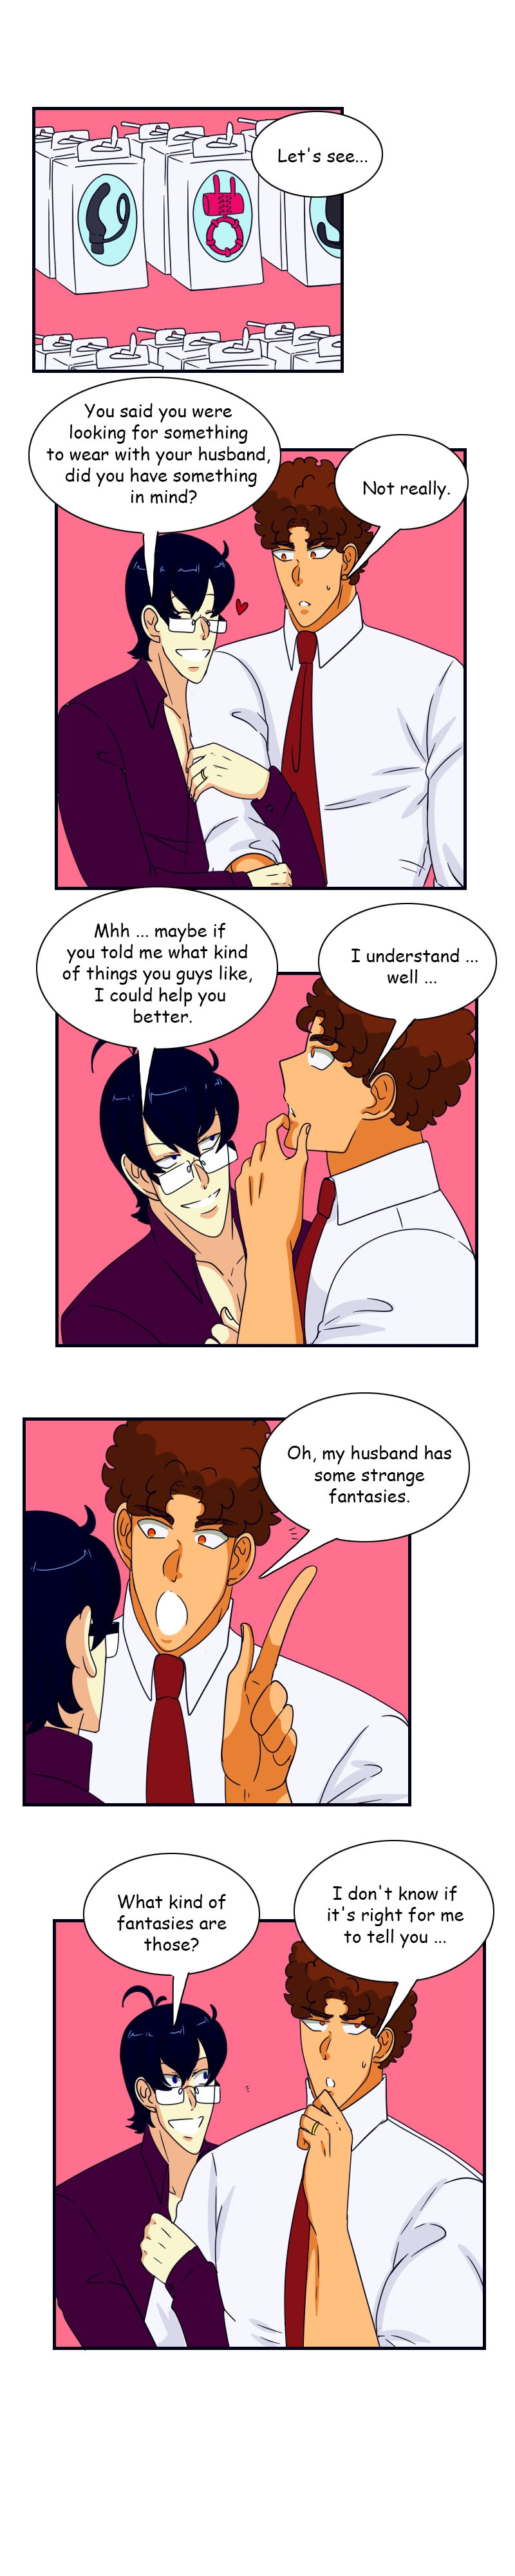 Let's see...
You said you were
looking for something
to wear with your husband,
did you have something
in mind?
Not really.
Mhh ... maybe if
you told me what kind
of things you guys like,
I could help you
better.
I understand ...
well ...
Oh, my husband has
some strange
fantasies.
What kind of
fantasies are
those?
I don't know if
it's right for me
to tell you ...